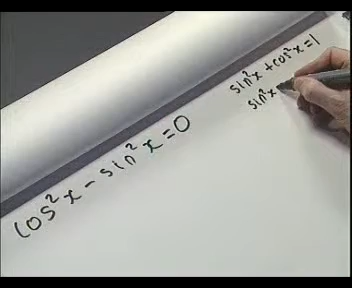 sin²x + cos²x = 1
sin²x
cos²x - sin²x = 0